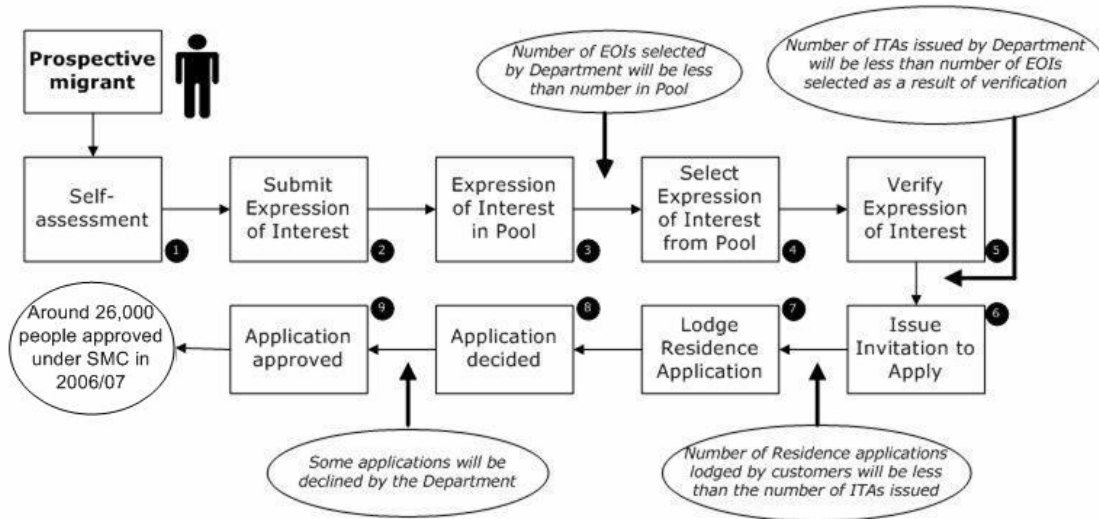 Prospective
migrant
Number of EOIs selected
by Department will be less
than number in Pool
Number of ITAs issued by Department
will be less than number of EOIs
selected as a result of verification
Self-
assessment
1
Submit
Expression
of Interest
2
Expression
of Interest
in Pool
3
Select
Expression
of Interest
from Pool
4
Verify
Expression
of Interest
5
Issue
Invitation to
Apply
6
Lodge
Residence
Application
7
Application
decided
8
Application
approved
9
Around 26,000
people approved
under SMC in
2006/07
Some applications will be
declined by the Department
Number of Residence applications
lodged by customers will be less
than the number of ITAs issued